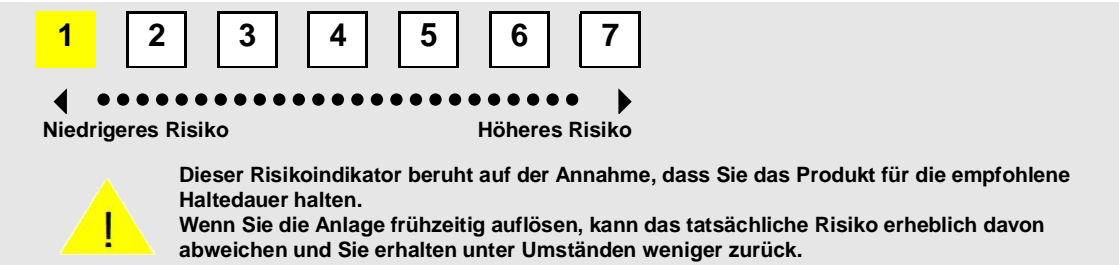 1 2 3 4 5 6 7
Niedrigeres Risiko Höheres Risiko
Dieser Risikoindikator beruht auf der Annahme, dass Sie das Produkt für die empfohlene
Haltedauer halten.
Wenn Sie die Anlage frühzeitig auflösen, kann das tatsächliche Risiko erheblich davon
abweichen und Sie erhalten unter Umständen weniger zurück.
!